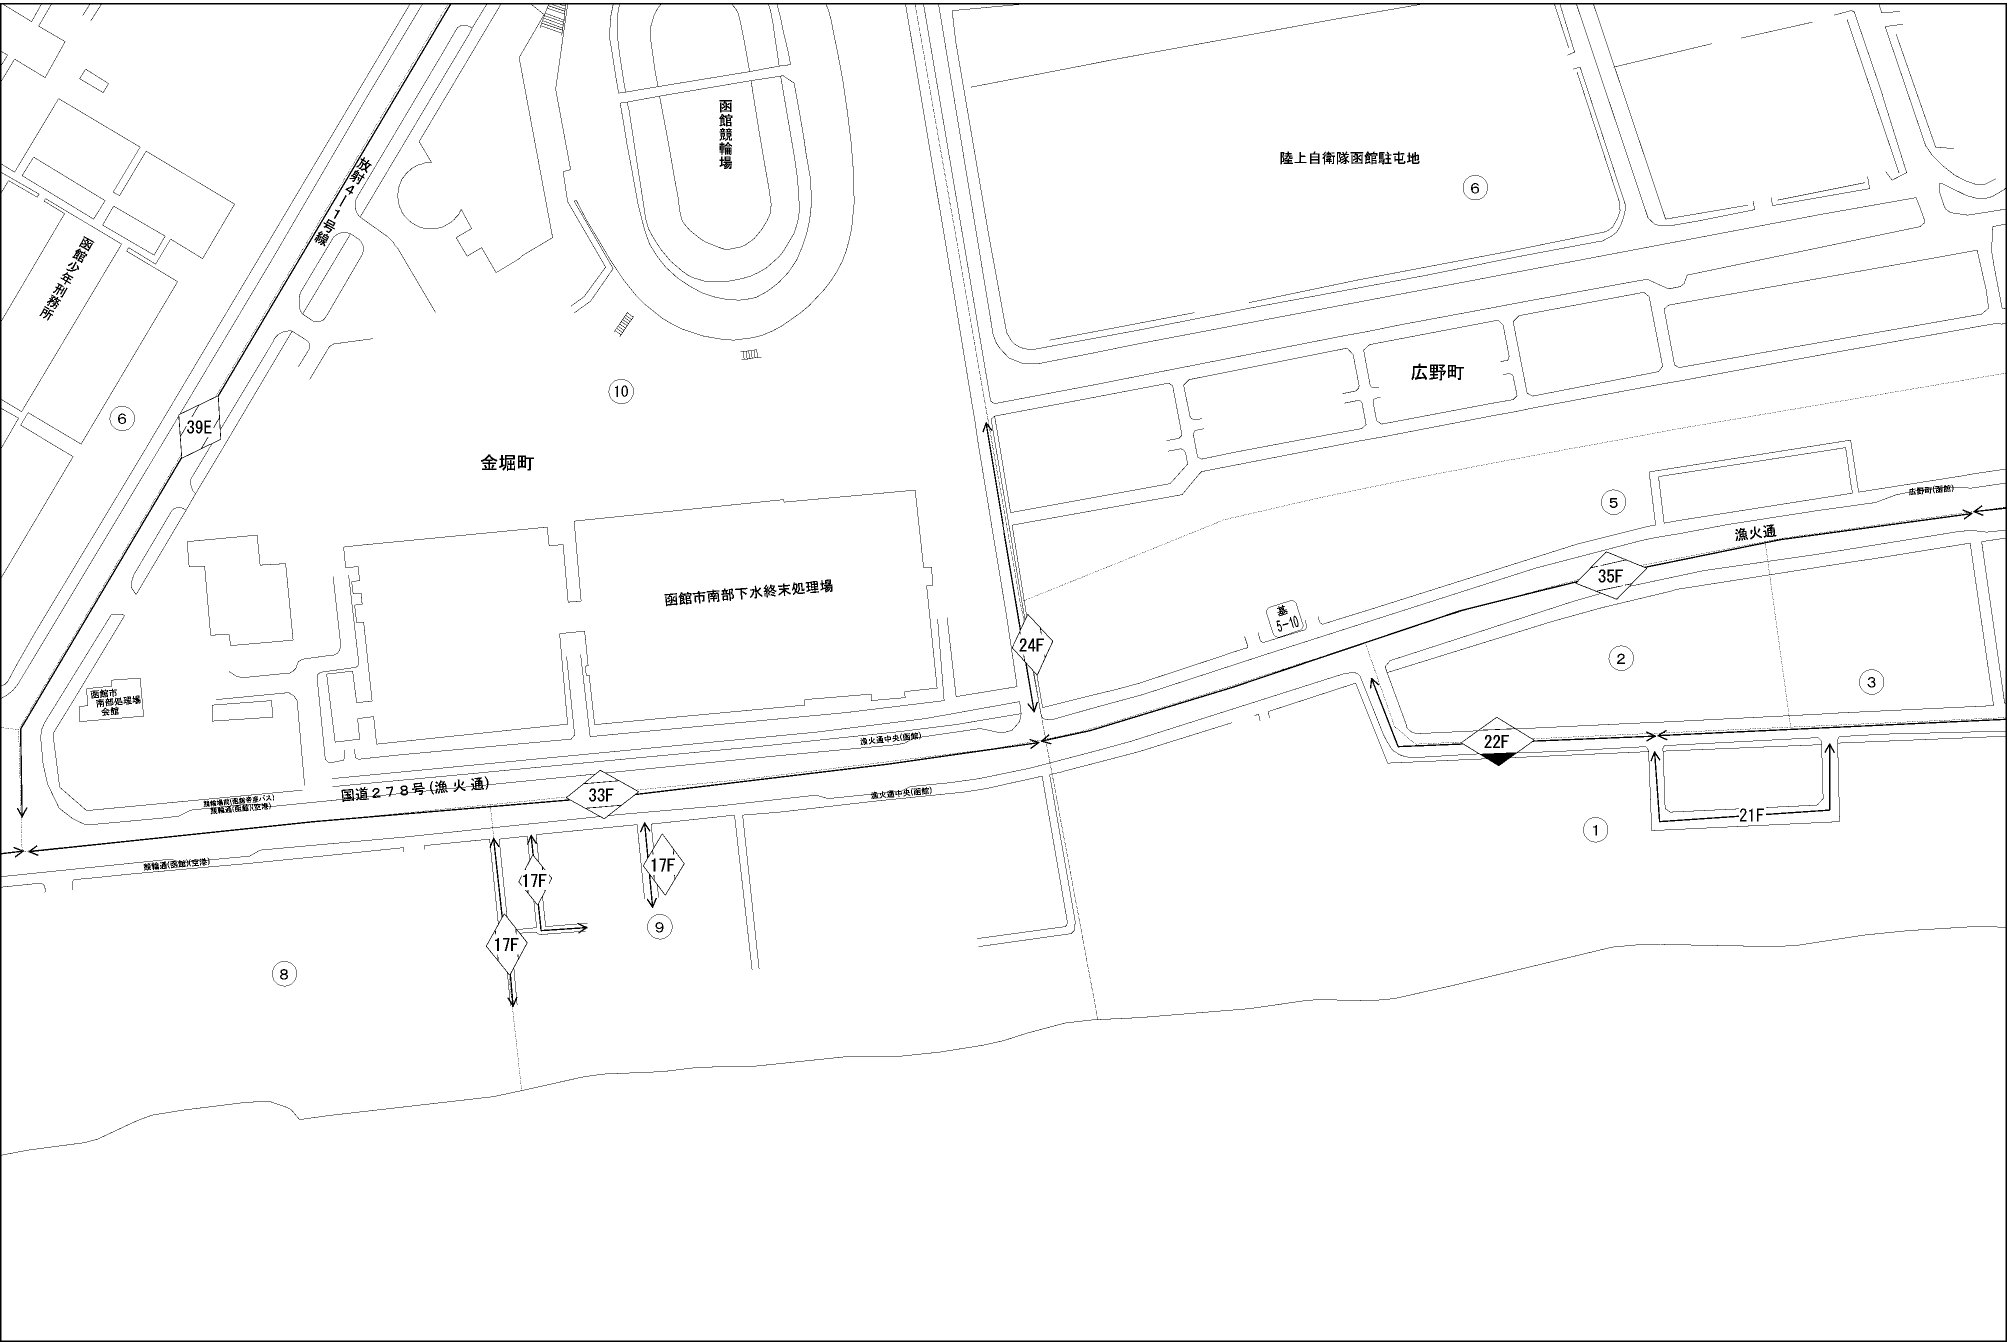 函館競輪場
陸上自衛隊函館駐屯地
6
放射4-1号線
函館少年刑務所
広野町
10
6
39E
金堀町
5
広野町(函館)
漁火通
35F
函館市南部下水終末処理場
基
5-10
24F
2
3
函館市
南部処理場
会館
漁火通中央(函館)
22F
国道278号(漁火通)
33F
漁火通中央(函館)
21F
1
競輪通(函館)(空港)
17F
17F
17F
9
8